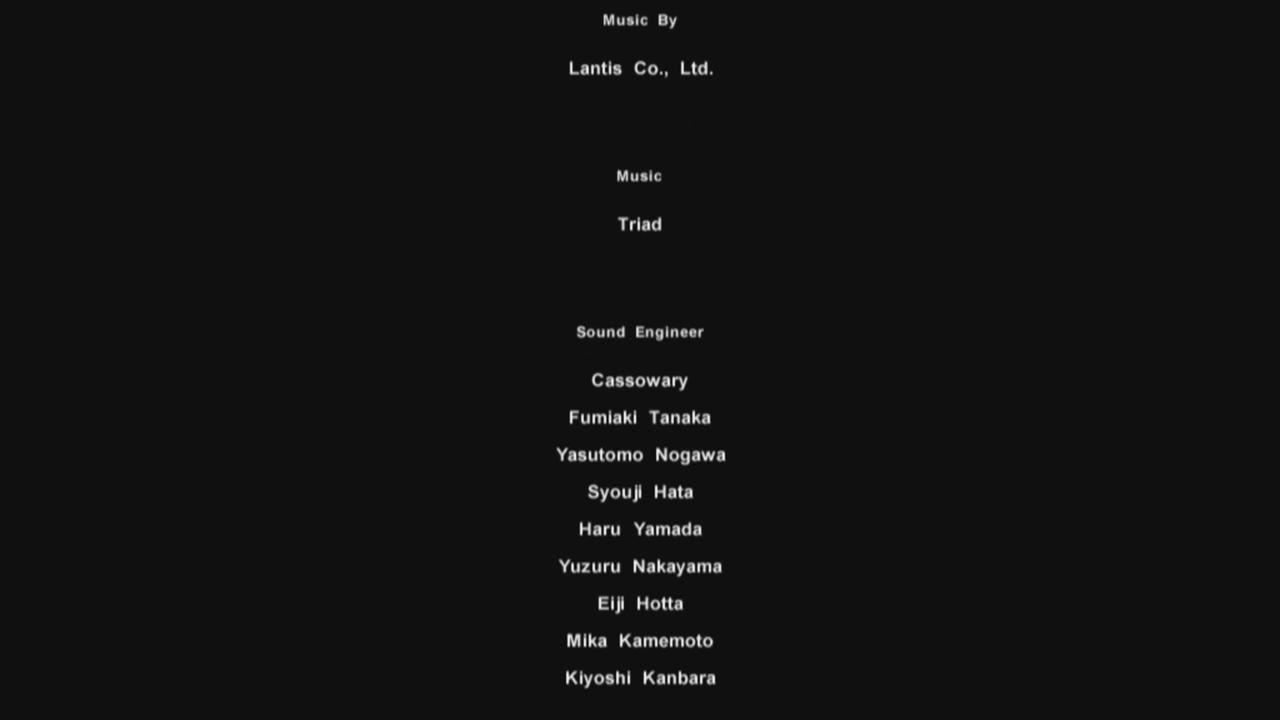 Music By
Lantis Co., Ltd.
Music
Triad
Sound Engineer
Cassowary
Fumiaki Tanaka
Yasutomo Nogawa
Syouji Hata
Haru Yamada
Yuzuru Nakayama
Eiji Hotta
Mika Kamemoto
Kiyoshi Kanbara